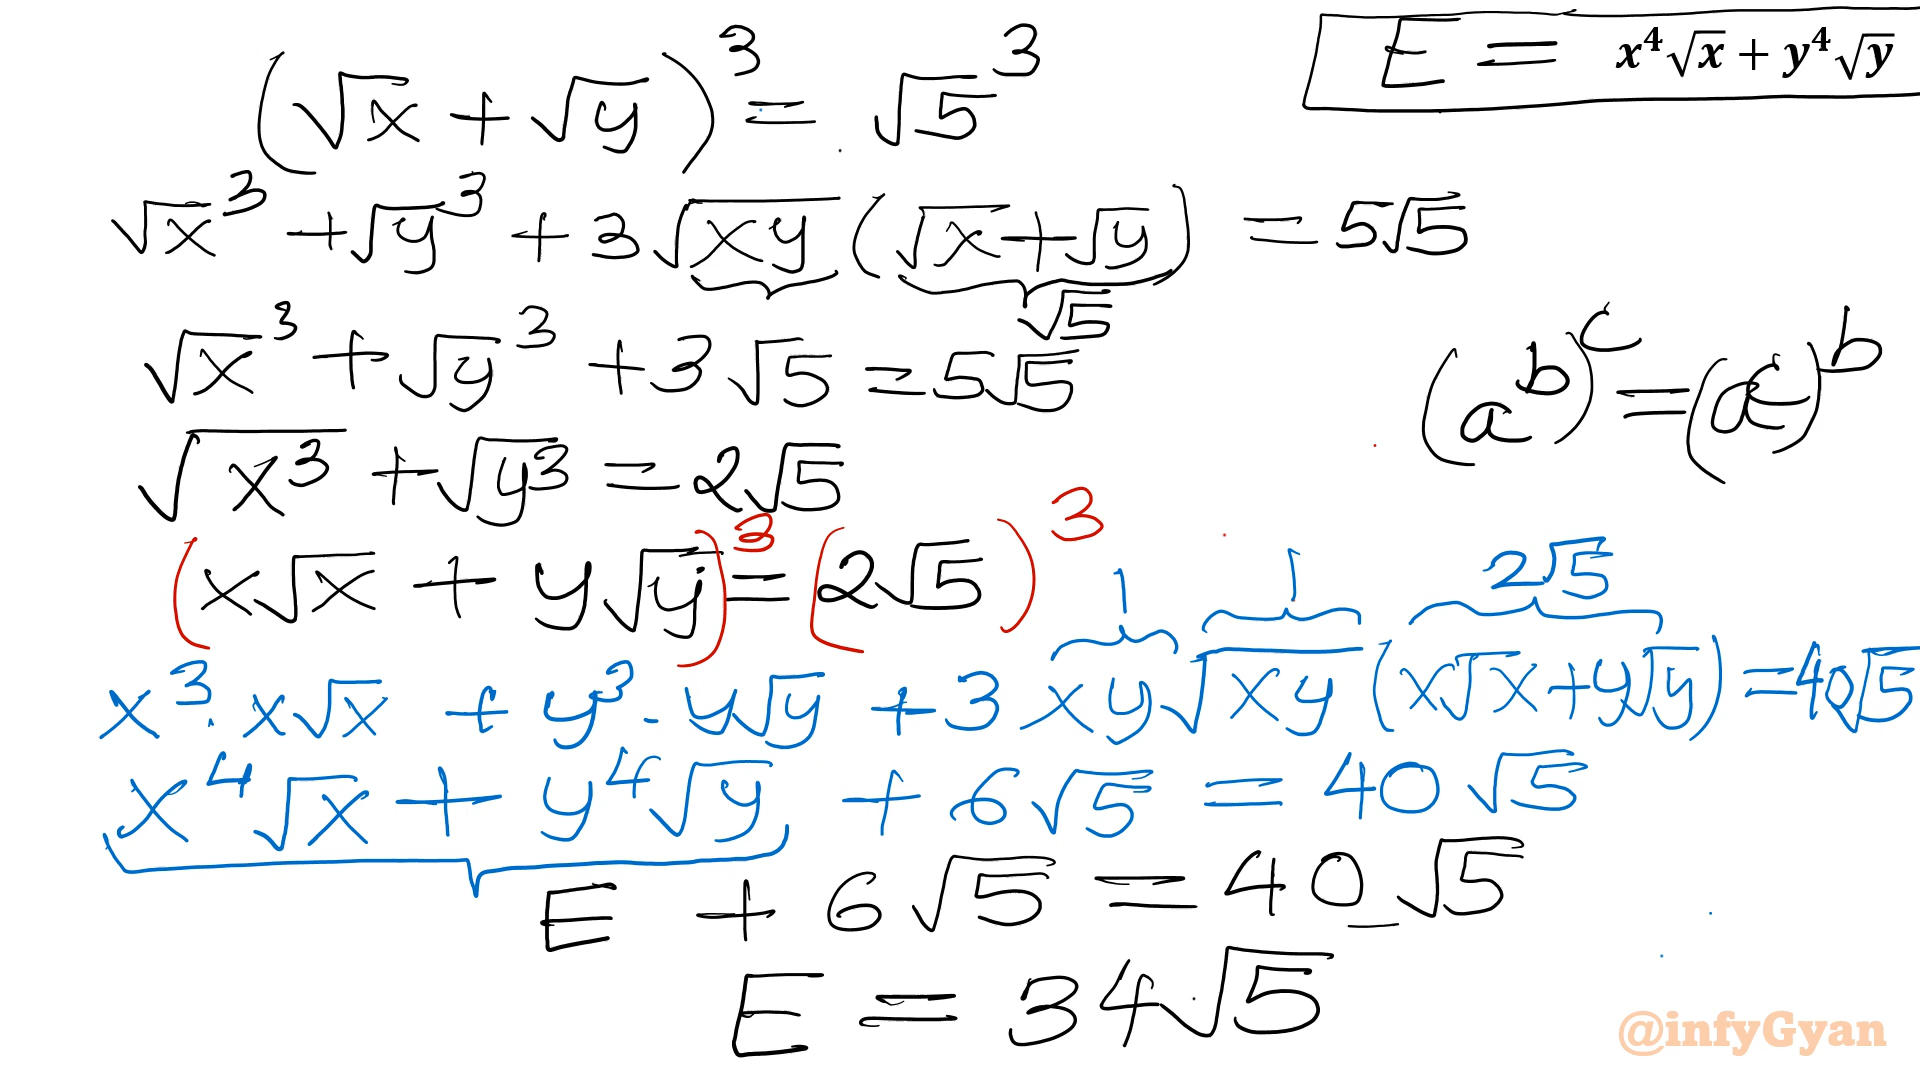 (√x + √y)³ = √5³
E = x⁴√x + y⁴√y
√x³ + √y³ + 3√xy (√x + √y) = 5√5
√5
√x³ + √y³ + 3√5 = 5√5
(a^b)^c = (a^c)^b
√x³ + √y³ = 2√5
(x√x + y√y)³ = (2√5)³
1 1 2√5
x³·x√x + y³·y√y + 3xy√xy (x√x + y√y) = 40√5
x⁴√x + y⁴√y + 6√5 = 40√5
E + 6√5 = 40√5
E = 34√5
@infyGyan